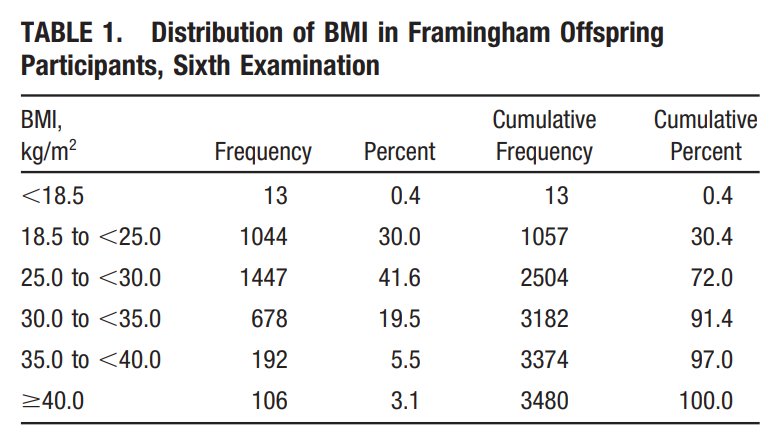 TABLE 1. Distribution of BMI in Framingham Offspring
Participants, Sixth Examination
BMI,
kg/m² Frequency Percent Cumulative Frequency Cumulative Percent
<18.5 13 0.4 13 0.4
18.5 to <25.0 1044 30.0 1057 30.4
25.0 to <30.0 1447 41.6 2504 72.0
30.0 to <35.0 678 19.5 3182 91.4
35.0 to <40.0 192 5.5 3374 97.0
≥40.0 106 3.1 3480 100.0